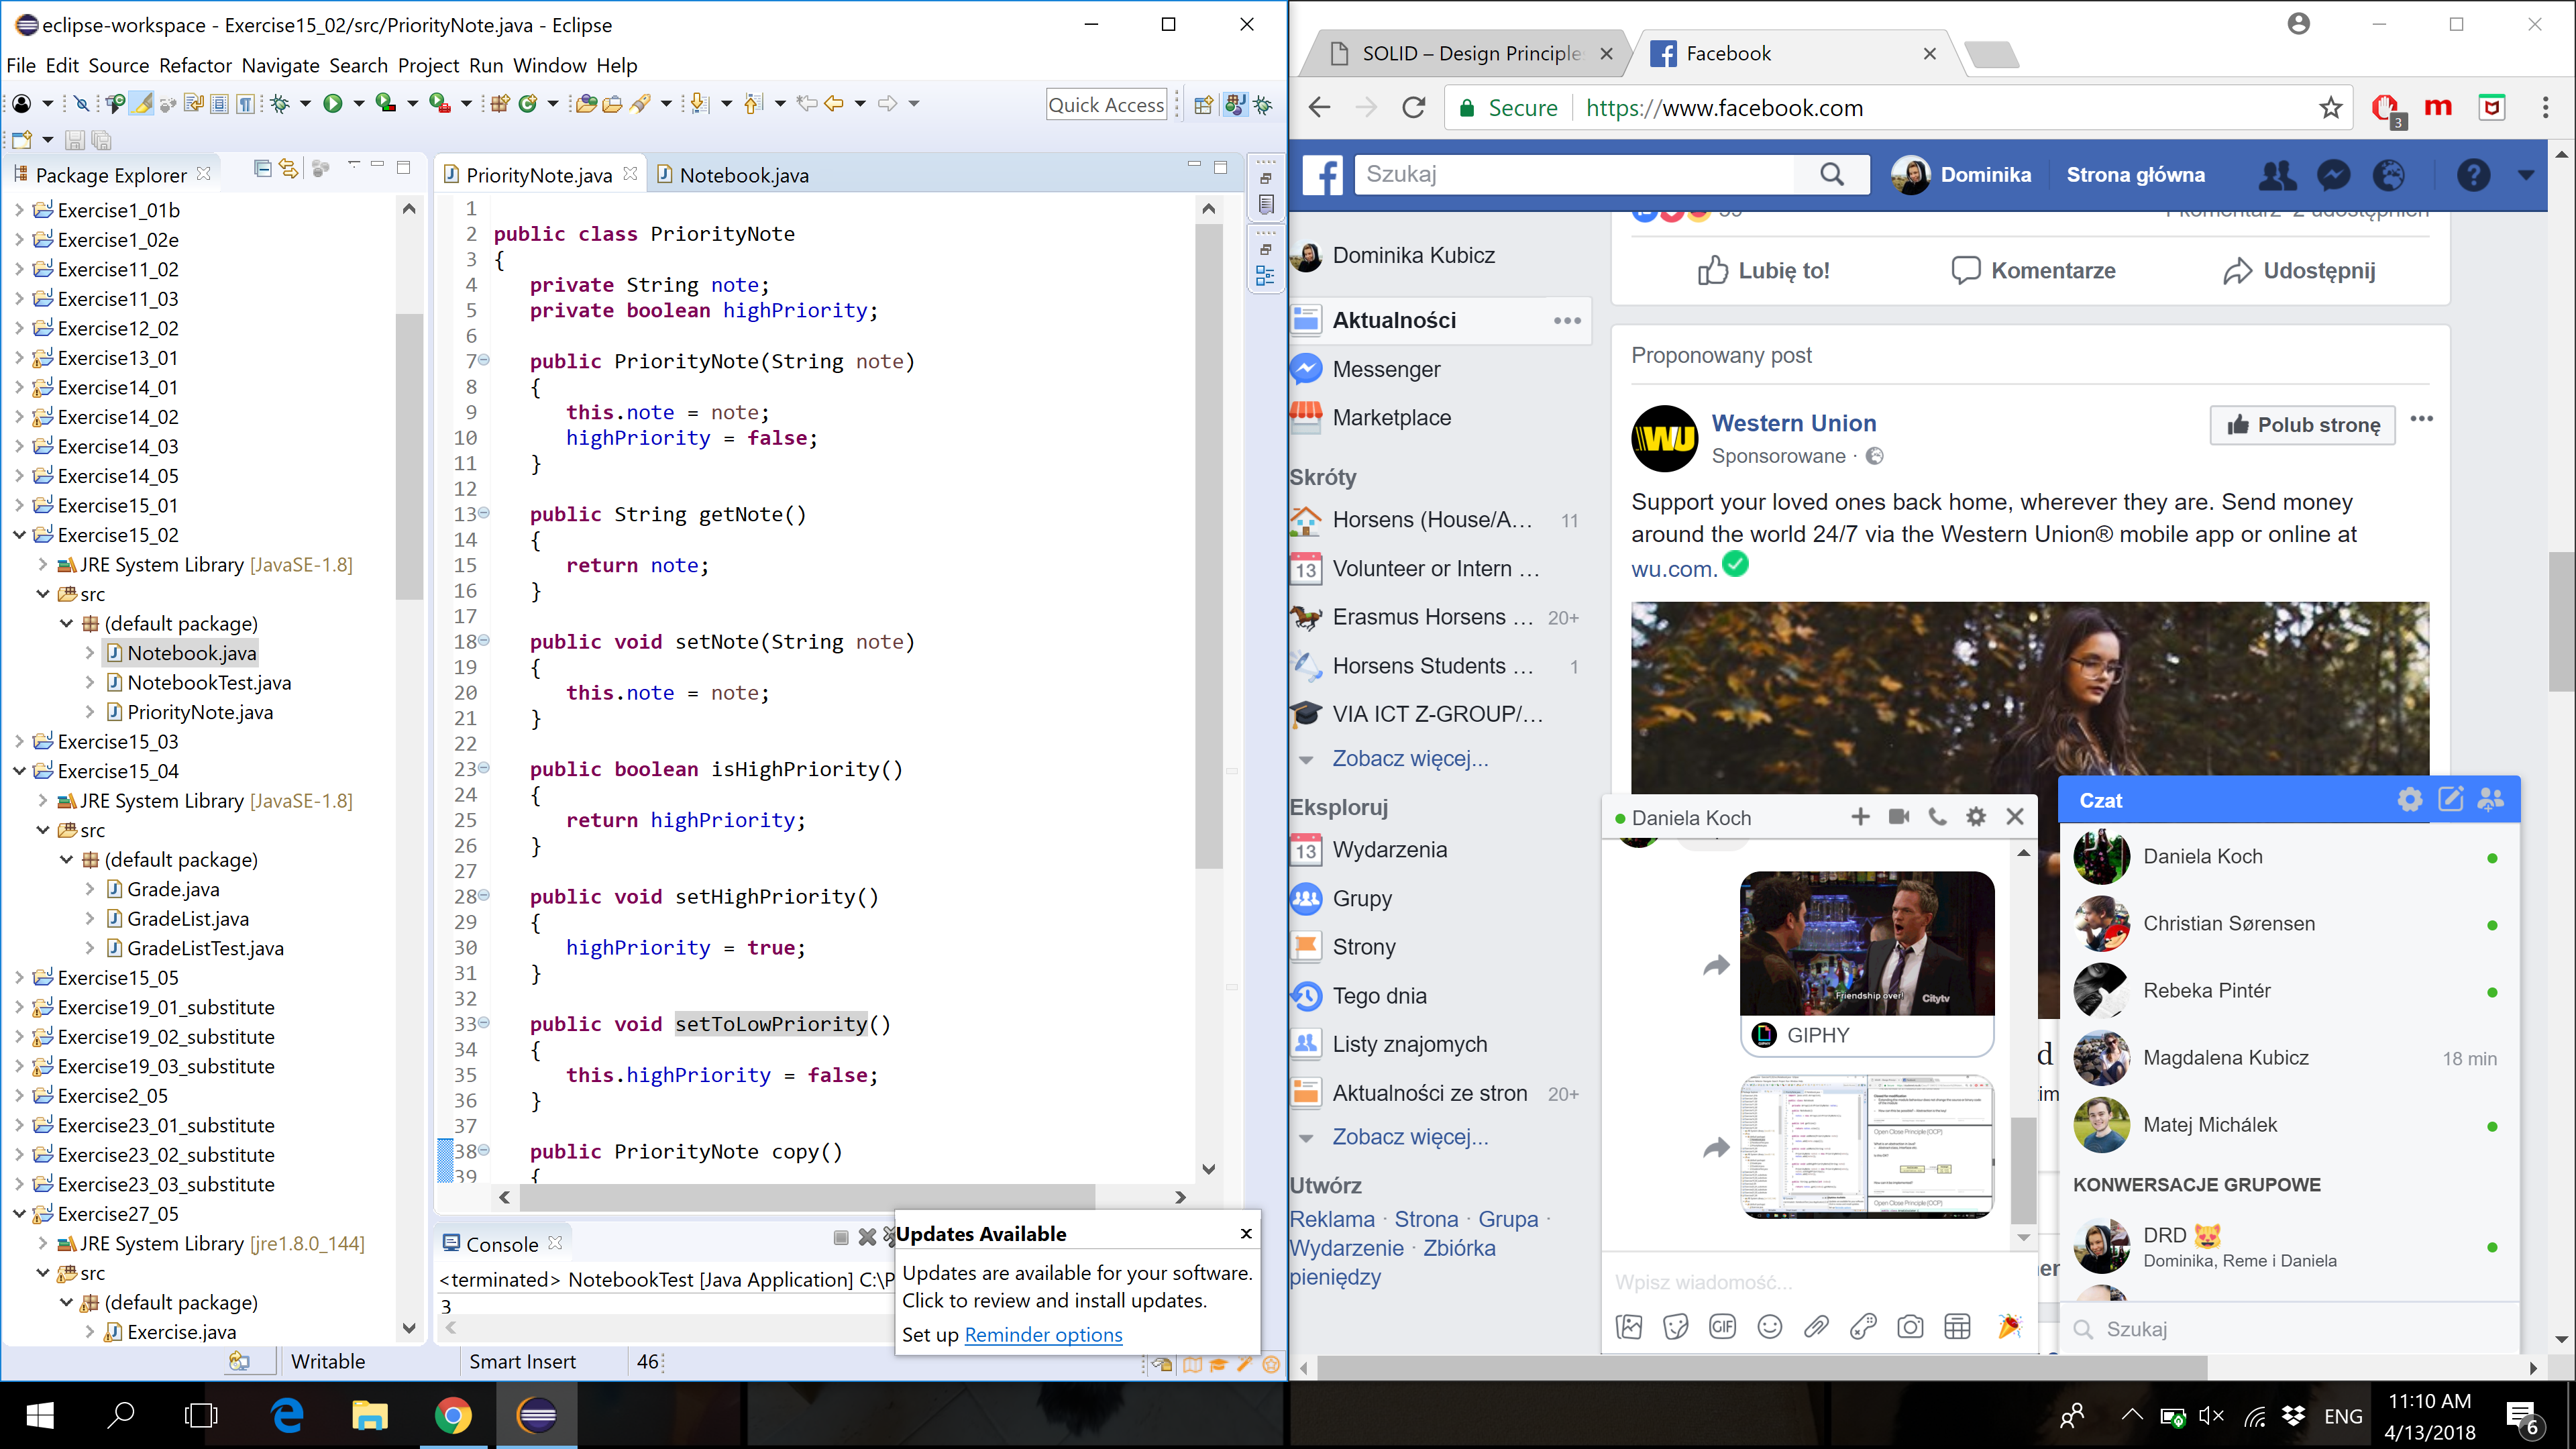 eclipse-workspace - Exercise15_02/src/PriorityNote.java - Eclipse
File Edit Source Refactor Navigate Search Project Run Window Help
Quick Access
Package Explorer
Exercise1_01b
Exercise1_02e
Exercise11_02
Exercise11_03
Exercise12_02
Exercise13_01
Exercise14_01
Exercise14_02
Exercise14_03
Exercise14_05
Exercise15_01
Exercise15_02
JRE System Library [JavaSE-1.8]
src
(default package)
Notebook.java
NotebookTest.java
PriorityNote.java
Exercise15_03
Exercise15_04
JRE System Library [JavaSE-1.8]
src
(default package)
Grade.java
GradeList.java
GradeListTest.java
Exercise15_05
Exercise19_01_substitute
Exercise19_02_substitute
Exercise19_03_substitute
Exercise2_05
Exercise23_01_substitute
Exercise23_02_substitute
Exercise23_03_substitute
Exercise27_05
JRE System Library [jre1.8.0_144]
src
(default package)
Exercise.java
PriorityNote.java
Notebook.java
1
2 public class PriorityNote
3 {
4 private String note;
5 private boolean highPriority;
6
7 public PriorityNote(String note)
8 {
9 this.note = note;
10 highPriority = false;
11 }
12
13 public String getNote()
14 {
15 return note;
16 }
17
18 public void setNote(String note)
19 {
20 this.note = note;
21 }
22
23 public boolean isHighPriority()
24 {
25 return highPriority;
26 }
27
28 public void setHighPriority()
29 {
30 highPriority = true;
31 }
32
33 public void setToLowPriority()
34 {
35 this.highPriority = false;
36 }
37
38 public PriorityNote copy()
39 {
Console
<terminated> NotebookTest [Java Application] C:\P
3
Updates Available
Updates are available for your software.
Click to review and install updates.
Set up Reminder options
Writable
Smart Insert
46
SOLID – Design Principle
Facebook
Secure
https://www.facebook.com
3
m
Szukaj
Dominika
Strona główna
Dominika Kubicz
Aktualności
Messenger
Marketplace
Skróty
Horsens (House/A... 11
Volunteer or Intern ...
Erasmus Horsens ... 20+
Horsens Students ... 1
VIA ICT Z-GROUP/...
Zobacz więcej...
Eksploruj
13 Wydarzenia
Grupy
Strony
Tego dnia
Listy znajomych
Aktualności ze stron 20+
Zobacz więcej...
Utwórz
Reklama · Strona · Grupa ·
Wydarzenie · Zbiórka
pieniędzy
Lubię to!
Komentarze
Udostępnij
Proponowany post
WU
Western Union
Sponsorowane ·
Polub stronę
Support your loved ones back home, wherever they are. Send money
around the world 24/7 via the Western Union® mobile app or online at
wu.com.
Daniela Koch
Friendship over!
Citytv
GIPHY
Open Close Principle (OCP)
Open Close Principle (OCP)
Wpisz wiadomość...
GIF
Czat
Daniela Koch
Christian Sørensen
Rebeka Pintér
Magdalena Kubicz 18 min
Matej Michálek
KONWERSACJE GRUPOWE
DRD
Dominika, Reme i Daniela
Szukaj
ENG
11:10 AM
4/13/2018
6